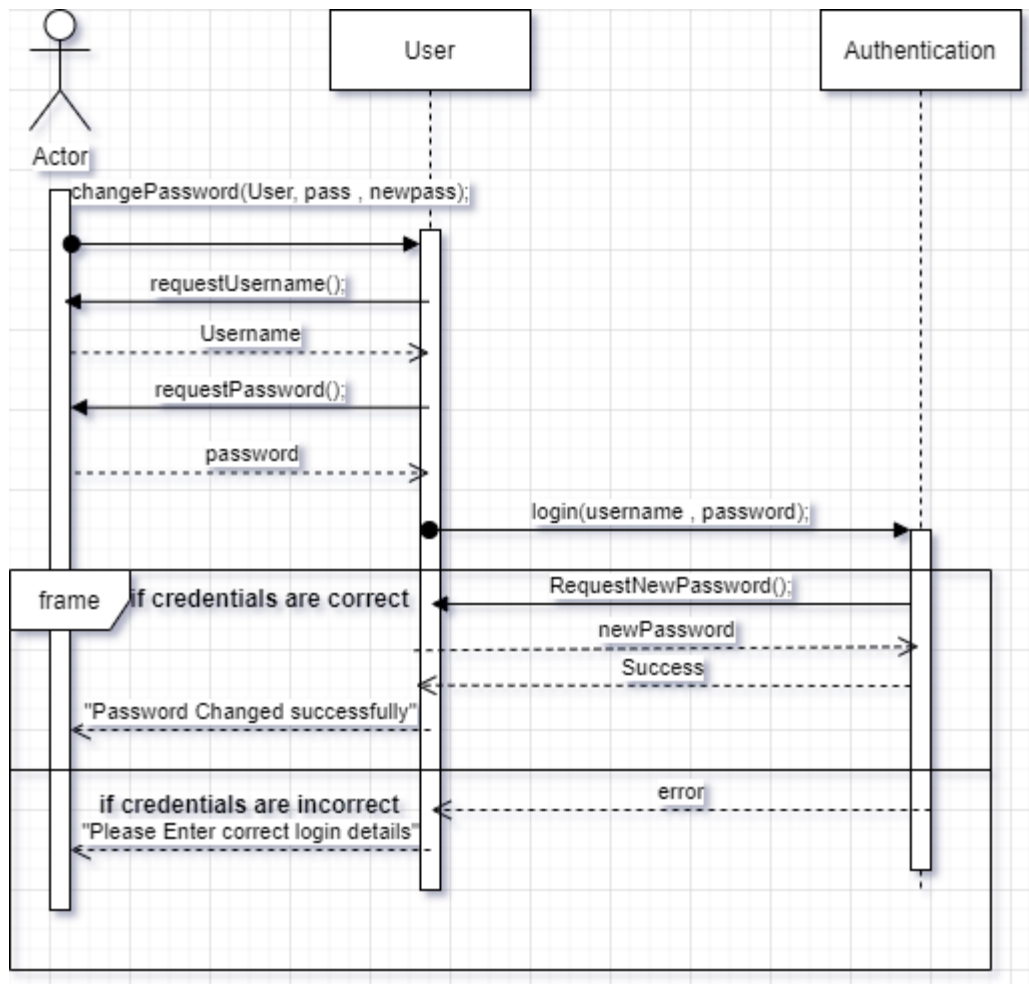 User
Authentication
Actor
changePassword(User, pass , newpass);
requestUsername();
Username
requestPassword();
password
login(username , password);
frame
if credentials are correct
RequestNewPassword();
newPassword
Success
"Password Changed successfully"
error
if credentials are incorrect
"Please Enter correct login details"